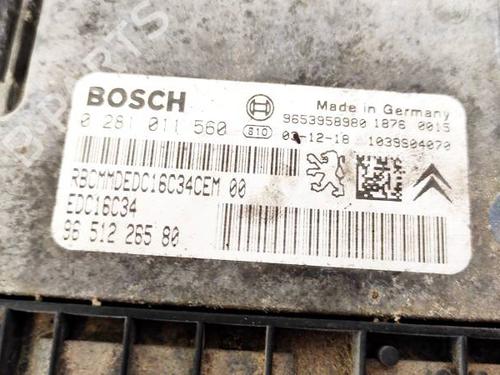 BOSCH
Made in Germany
9653958980 1876 0015
0 281 011 560 S10 03-12-18 1039S04070
RBCMMDEDC16C34CEM 00
EDC16C34
96 512 265 80